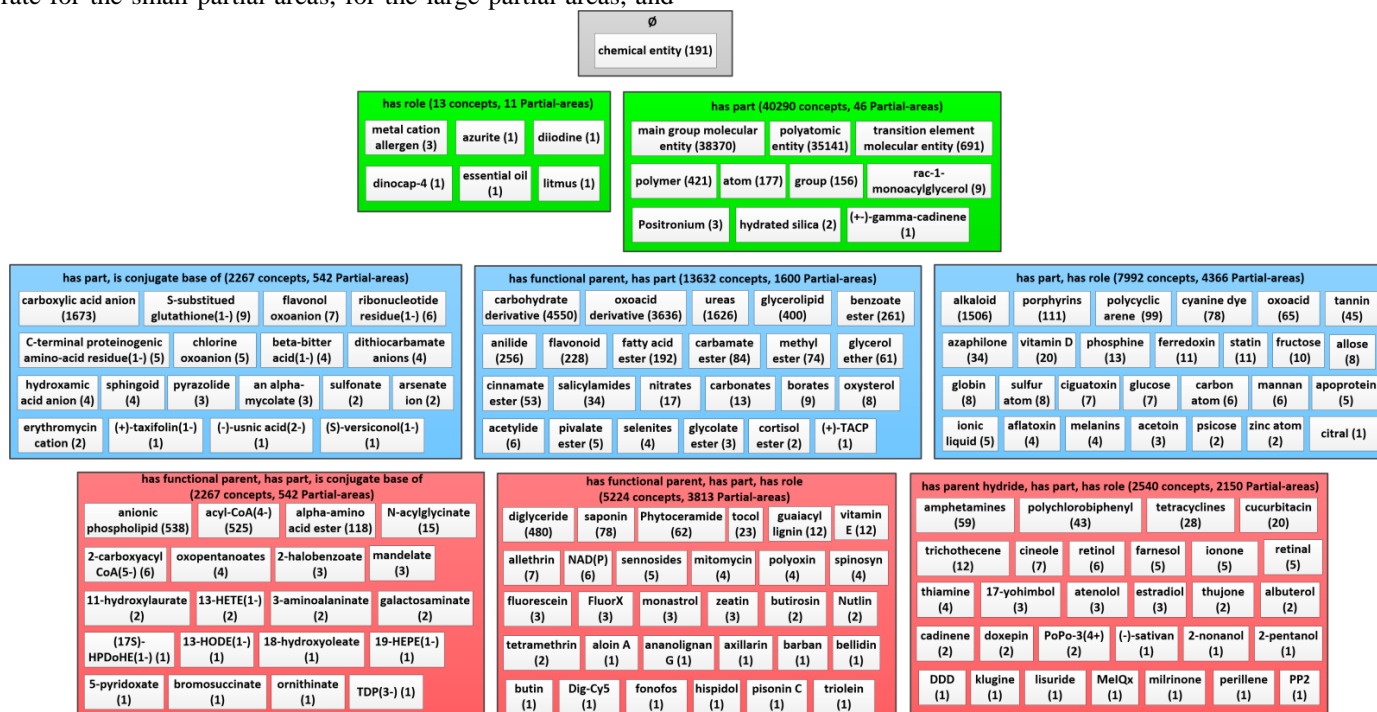 rate for the small partial-areas, for the large partial-areas, and
Ø
chemical entity (191)
has role (13 concepts, 11 Partial-areas)
metal cation
allergen (3)
azurite (1)
diiodine (1)
dinocap-4 (1)
essential oil
(1)
litmus (1)
has part (40290 concepts, 46 Partial-areas)
main group molecular
entity (38370)
polyatomic
entity (35141)
transition element
molecular entity (691)
polymer (421)
atom (177)
group (156)
rac-1-
monoacylglycerol (9)
Positronium (3)
hydrated silica (2)
(+-)-gamma-cadinene
(1)
has part, is conjugate base of (2267 concepts, 542 Partial-areas)
carboxylic acid anion
(1673)
S-substitued
glutathione(1-) (9)
flavonol
oxoanion (7)
ribonucleotide
residue(1-) (6)
C-terminal proteinogenic
amino-acid residue(1-) (5)
chlorine
oxoanion (5)
beta-bitter
acid(1-) (4)
dithiocarbamate
anions (4)
hydroxamic
acid anion (4)
sphingoid
(4)
pyrazolide
(3)
an alpha-
mycolate (3)
sulfonate
(2)
arsenate
ion (2)
erythromycin
cation (2)
(+)-taxifolin(1-)
(1)
(-)-usnic acid(2-)
(1)
(S)-versiconol(1-)
(1)
has functional parent, has part (13632 concepts, 1600 Partial-areas)
carbohydrate
derivative (4550)
oxoacid
derivative (3636)
ureas
(1626)
glycerolipid
(400)
benzoate
ester (261)
anilide
(256)
flavonoid
(228)
fatty acid
ester (192)
carbamate
ester (84)
methyl
ester (74)
glycerol
ether (61)
cinnamate
ester (53)
salicylamides
(34)
nitrates
(17)
carbonates
(13)
borates
(9)
oxysterol
(8)
acetylide
(6)
pivalate
ester (5)
selenites
(4)
glycolate
ester (3)
cortisol
ester (2)
(+)-TACP
(1)
has part, has role (7992 concepts, 4366 Partial-areas)
alkaloid
(1506)
porphyrins
(111)
polycyclic
arene (99)
cyanine dye
(78)
oxoacid
(65)
tannin
(45)
azaphilone
(34)
vitamin D
(20)
phosphine
(13)
ferredoxin
(11)
statin
(11)
fructose
(10)
allose
(8)
globin
(8)
sulfur
atom (8)
ciguatoxin
(7)
glucose
(7)
carbon
atom (6)
mannan
(6)
apoprotein
(5)
ionic
liquid (5)
aflatoxin
(4)
melanins
(4)
acetoin
(3)
psicose
(2)
zinc atom
(2)
citral (1)
has functional parent, has part, is conjugate base of
(2267 concepts, 542 Partial-areas)
anionic
phospholipid (538)
acyl-CoA(4-)
(525)
alpha-amino
acid ester (118)
N-acylglycinate
(15)
2-carboxyacyl
CoA(5-) (6)
oxopentanoates
(4)
2-halobenzoate
(3)
mandelate
(3)
11-hydroxylaurate
(2)
13-HETE(1-)
(2)
3-aminoalaninate
(2)
galactosaminate
(2)
(17S)-
HPDoHE(1-) (1)
13-HODE(1-)
(1)
18-hydroxyoleate
(1)
19-HEPE(1-)
(1)
5-pyridoxate
(1)
bromosuccinate
(1)
ornithinate
(1)
TDP(3-) (1)
has functional parent, has part, has role
(5224 concepts, 3813 Partial-areas)
diglyceride
(480)
saponin
(78)
Phytoceramide
(62)
tocol
(23)
guaiacyl
lignin (12)
vitamin
E (12)
allethrin
(7)
NAD(P)
(6)
sennosides
(5)
mitomycin
(4)
polyoxin
(4)
spinosyn
(4)
fluorescein
(3)
FluorX
(3)
monastrol
(3)
zeatin
(3)
butirosin
(2)
Nutlin
(2)
tetramethrin
(2)
aloin A
(1)
ananolignan
G (1)
axillarin
(1)
barban
(1)
bellidin
(1)
butin
(1)
Dig-Cy5
(1)
fonofos
(1)
hispidol
(1)
pisonin C
(1)
triolein
(1)
has parent hydride, has part, has role (2540 concepts, 2150 Partial-areas)
amphetamines
(59)
polychlorobiphenyl
(43)
tetracyclines
(28)
cucurbitacin
(20)
trichothecene
(12)
cineole
(7)
retinol
(6)
farnesol
(5)
ionone
(5)
retinal
(5)
thiamine
(4)
17-yohimbol
(3)
atenolol
(3)
estradiol
(3)
thujone
(2)
albuterol
(2)
cadinene
(2)
doxepin
(2)
PoPo-3(4+)
(2)
(-)-sativan
(1)
2-nonanol
(1)
2-pentanol
(1)
DDD
(1)
klugine
(1)
lisuride
(1)
MeIQx
(1)
milrinone
(1)
perillene
(1)
PP2
(1)